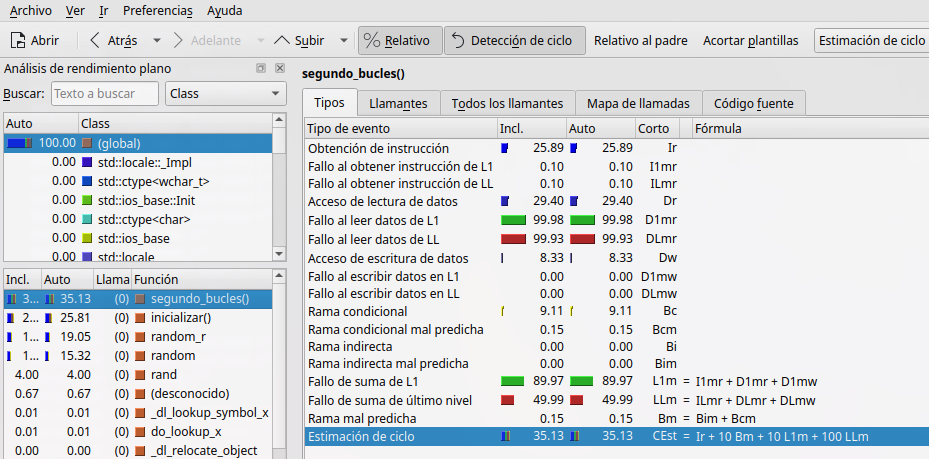 Archivo Ver Ir Preferencias Ayuda
Abrir Atrás Adelante Subir Relativo Detección de ciclo Relativo al padre Acortar plantillas Estimación de ciclo
Análisis de rendimiento plano
Buscar: Texto a buscar Class
Auto Class
100.00 (global)
0.00 std::locale::_Impl
0.00 std::ctype<wchar_t>
0.00 std::ios_base::Init
0.00 std::ctype<char>
0.00 std::ios_base
0.00 std::locale
Incl. Auto Llama Función
3... 35.13 (0) segundo_bucles()
2... 25.81 (0) inicializar()
1... 19.05 (0) random_r
1... 15.32 (0) random
4.00 4.00 (0) rand
0.67 0.67 (0) (desconocido)
0.01 0.01 (0) _dl_lookup_symbol_x
0.01 0.01 (0) do_lookup_x
0.00 0.00 (0) _dl_relocate_object
segundo_bucles()
Tipos Llamantes Todos los llamantes Mapa de llamadas Código fuente
Tipo de evento Incl. Auto Corto Fórmula
Obtención de instrucción 25.89 25.89 Ir
Fallo al obtener instrucción de L1 0.10 0.10 I1mr
Fallo al obtener instrucción de LL 0.10 0.10 ILmr
Acceso de lectura de datos 29.40 29.40 Dr
Fallo al leer datos de L1 99.98 99.98 D1mr
Fallo al leer datos de LL 99.93 99.93 DLmr
Acceso de escritura de datos 8.33 8.33 Dw
Fallo al escribir datos en L1 0.00 0.00 D1mw
Fallo al escribir datos en LL 0.00 0.00 DLmw
Rama condicional 9.11 9.11 Bc
Rama condicional mal predicha 0.15 0.15 Bcm
Rama indirecta 0.00 0.00 Bi
Rama indirecta mal predicha 0.00 0.00 Bim
Fallo de suma de L1 89.97 89.97 L1m = I1mr + D1mr + D1mw
Fallo de suma de último nivel 49.99 49.99 LLm = ILmr + DLmr + DLmw
Rama mal predicha 0.15 0.15 Bm = Bim + Bcm
Estimación de ciclo 35.13 35.13 CEst = Ir + 10 Bm + 10 L1m + 100 LLm